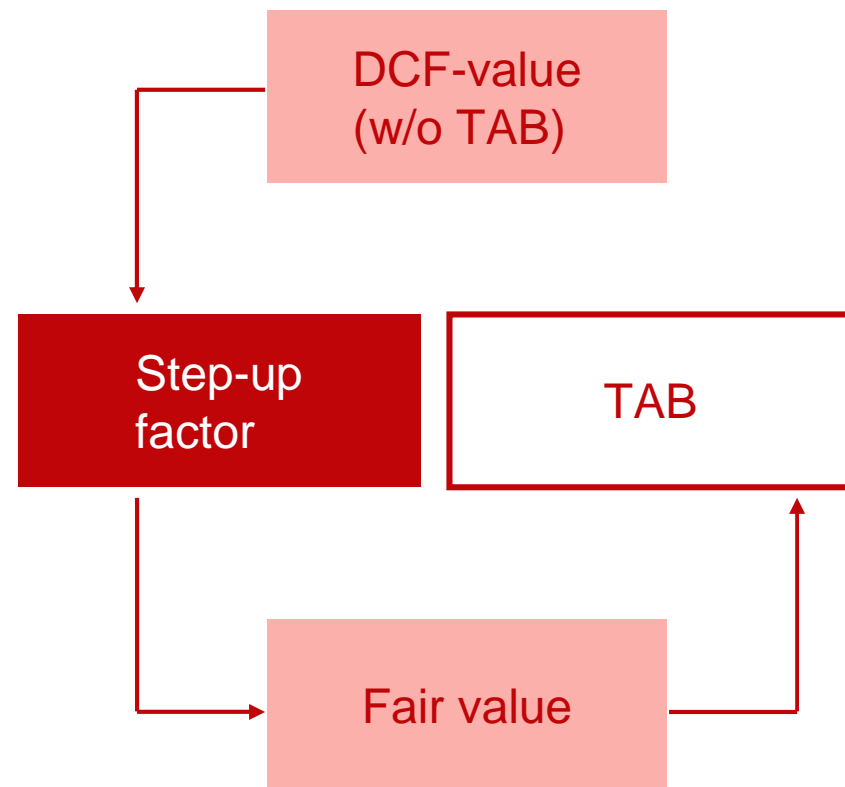 DCF-value
(w/o TAB)
Step-up
factor
TAB
Fair value